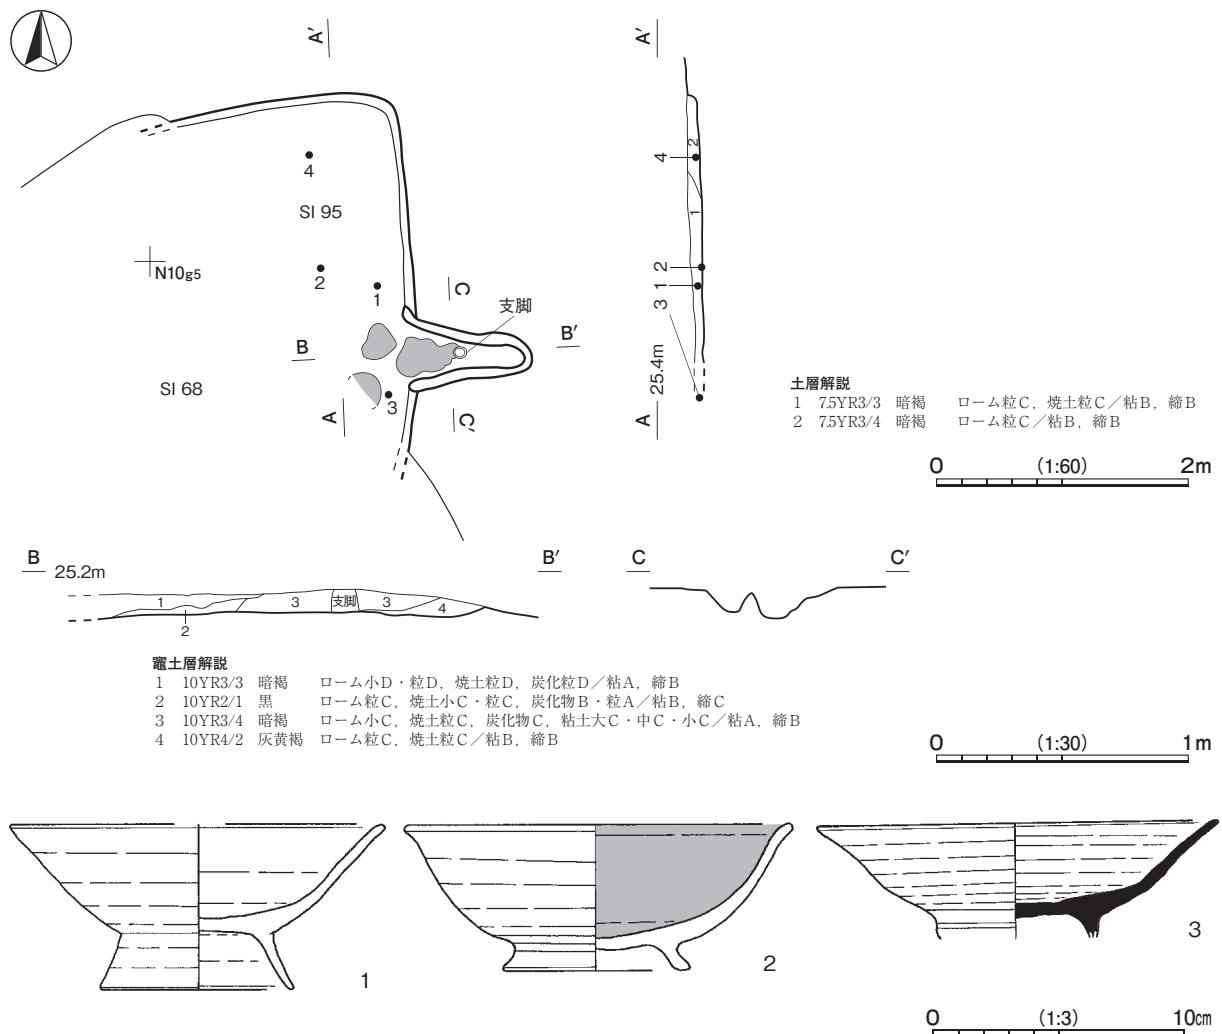 A′
A′
4
SI 95
N10g5
2
1
C
支脚
B
B′
SI 68
3
A
C′
4
2
1
2
1
3
25.4m
A
土層解説
1 7.5YR3/3 暗褐 ローム粒C，焼土粒C／粘B，締B
2 7.5YR3/4 暗褐 ローム粒C／粘B，締B
0 (1:60) 2m
B 25.2m B′
C C′
1 3 支脚 3 4
2
竈土層解説
1 10YR3/3 暗褐 ローム小D・粒D，焼土粒D，炭化粒D／粘A，締B
2 10YR2/1 黒 ローム粒C，焼土小C・粒C，炭化物B・粒A／粘B，締C
3 10YR3/4 暗褐 ローム小C，焼土粒C，炭化物C，粘土大C・中C・小C／粘A，締B
4 10YR4/2 灰黄褐 ローム粒C，焼土粒C／粘B，締B
0 (1:30) 1m
1
2
3
0 (1:3) 10cm